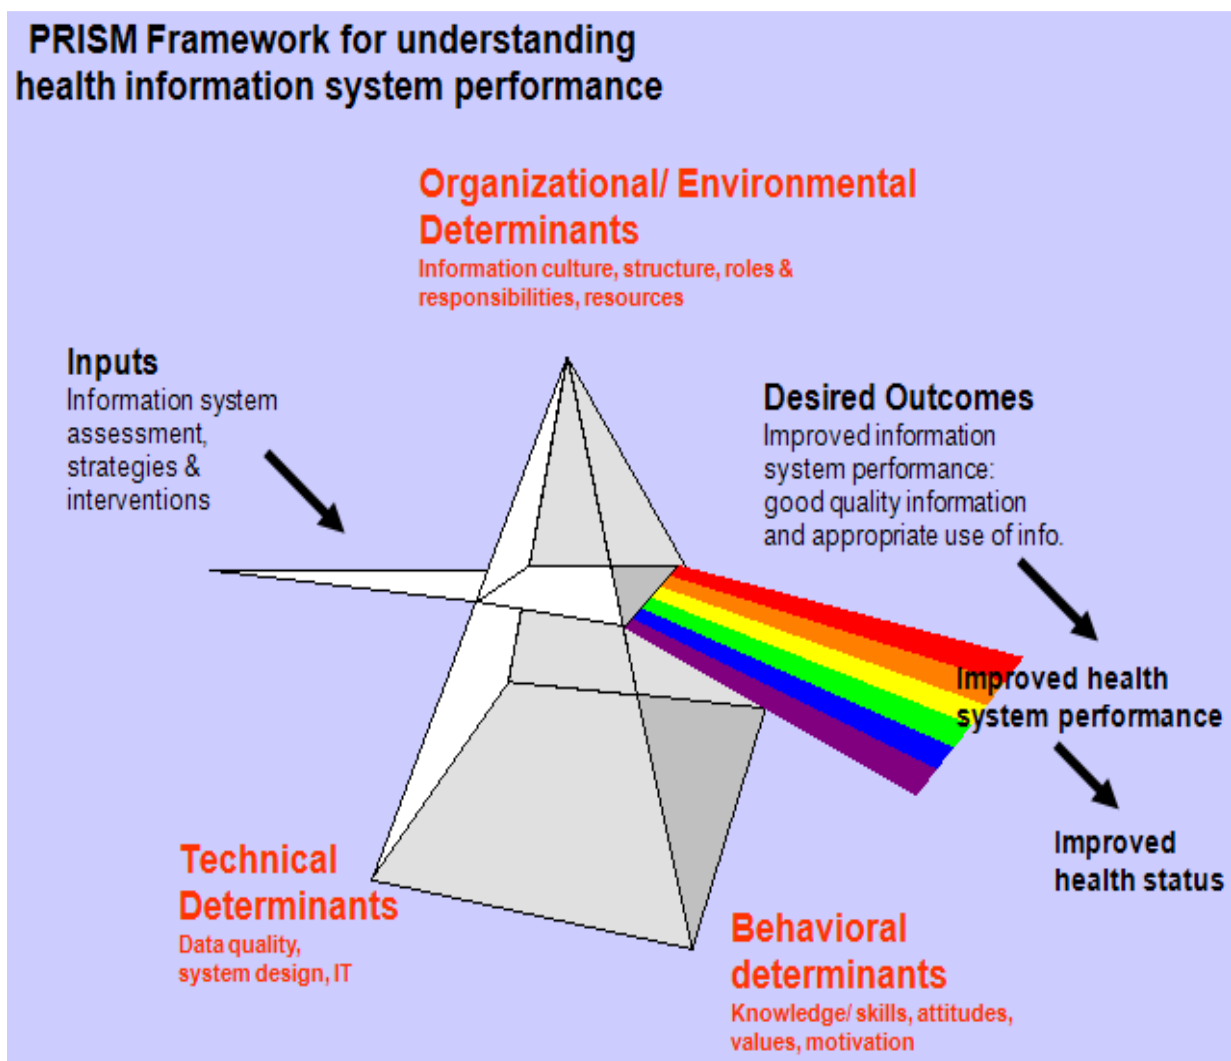 PRISM Framework for understanding
health information system performance
Organizational/ Environmental
Determinants
Information culture, structure, roles &
responsibilities, resources
Inputs
Information system
assessment,
strategies &
interventions
Desired Outcomes
Improved information
system performance:
good quality information
and appropriate use of info.
Improved health
system performance
Improved
health status
Technical
Determinants
Data quality,
system design, IT
Behavioral
determinants
Knowledge/ skills, attitudes,
values, motivation